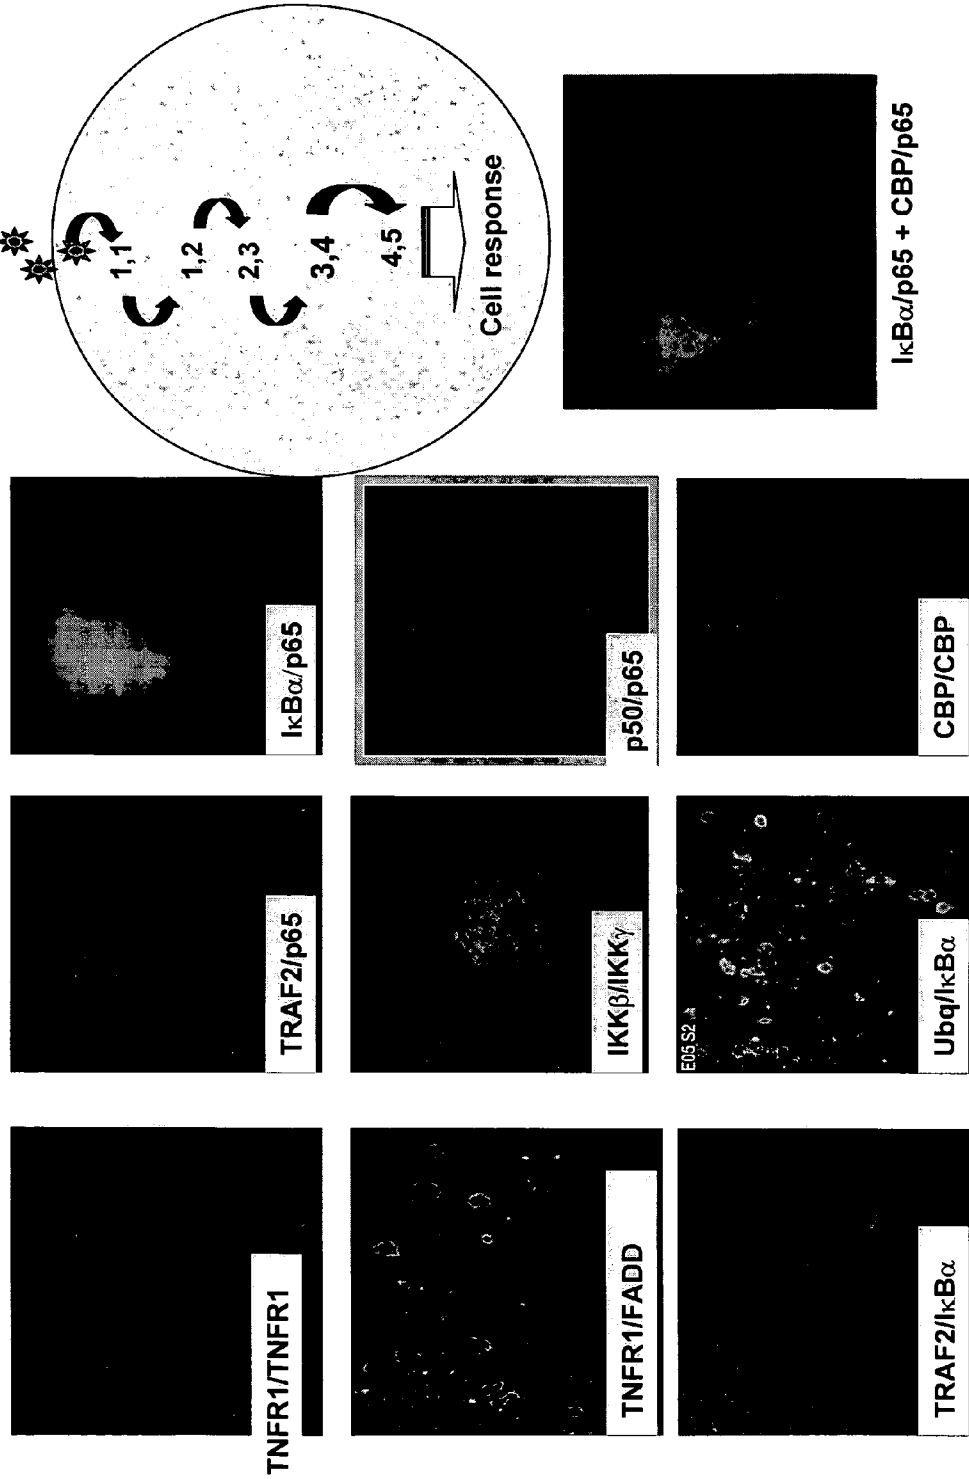 TNFR1/TNFR1
TRAF2/p65
IκBα/p65
1,1
1,2
2,3
3,4
4,5
Cell response
TNFR1/FADD
IKKβ/IKKγ
p50/p65
IκBα/p65 + CBP/p65
TRAF2/IκBα
E05 S2
Ubq/IκBα
CBP/CBP